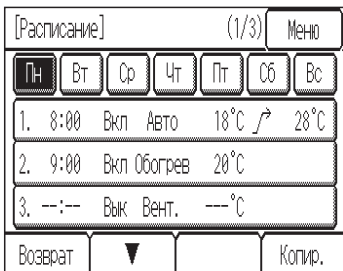 [Расписание] (1/3) Меню
Пн Вт Ср Чт Пт Сб Вс
1. 8:00 Вкл Авто 18°C 28°C
2. 9:00 Вкл Обогрев 20°C
3. --:-- Вык Вент. ---°C
Возврат ▼ Копир.